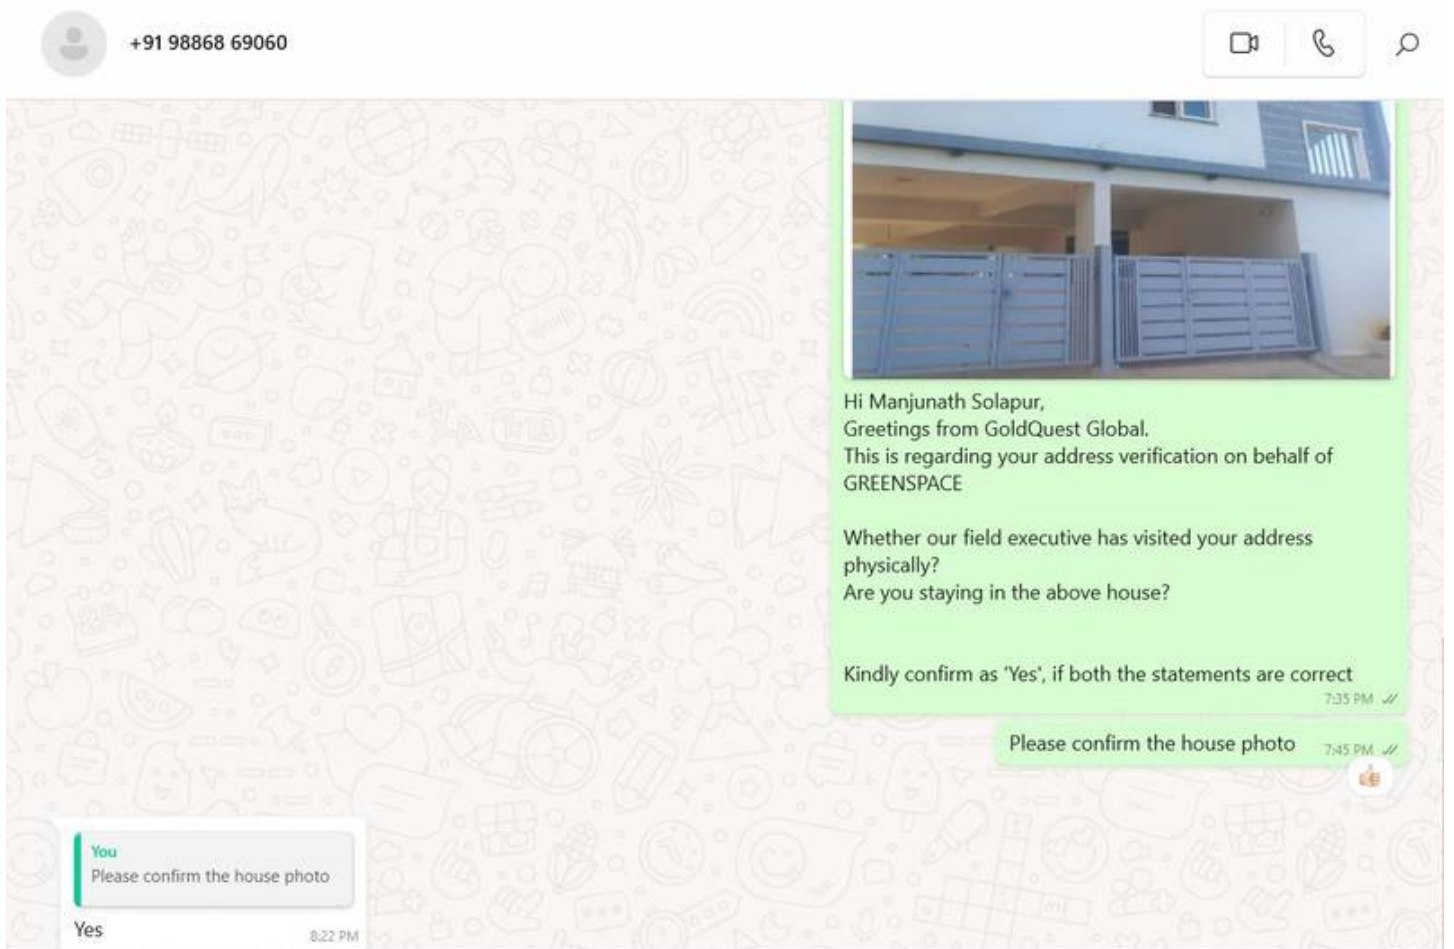 +91 98868 69060
Hi Manjunath Solapur,
Greetings from GoldQuest Global.
This is regarding your address verification on behalf of
GREENSPACE
Whether our field executive has visited your address
physically?
Are you staying in the above house?
Kindly confirm as 'Yes', if both the statements are correct
7:35 PM
Please confirm the house photo 7:45 PM
You
Please confirm the house photo
Yes
8:22 PM